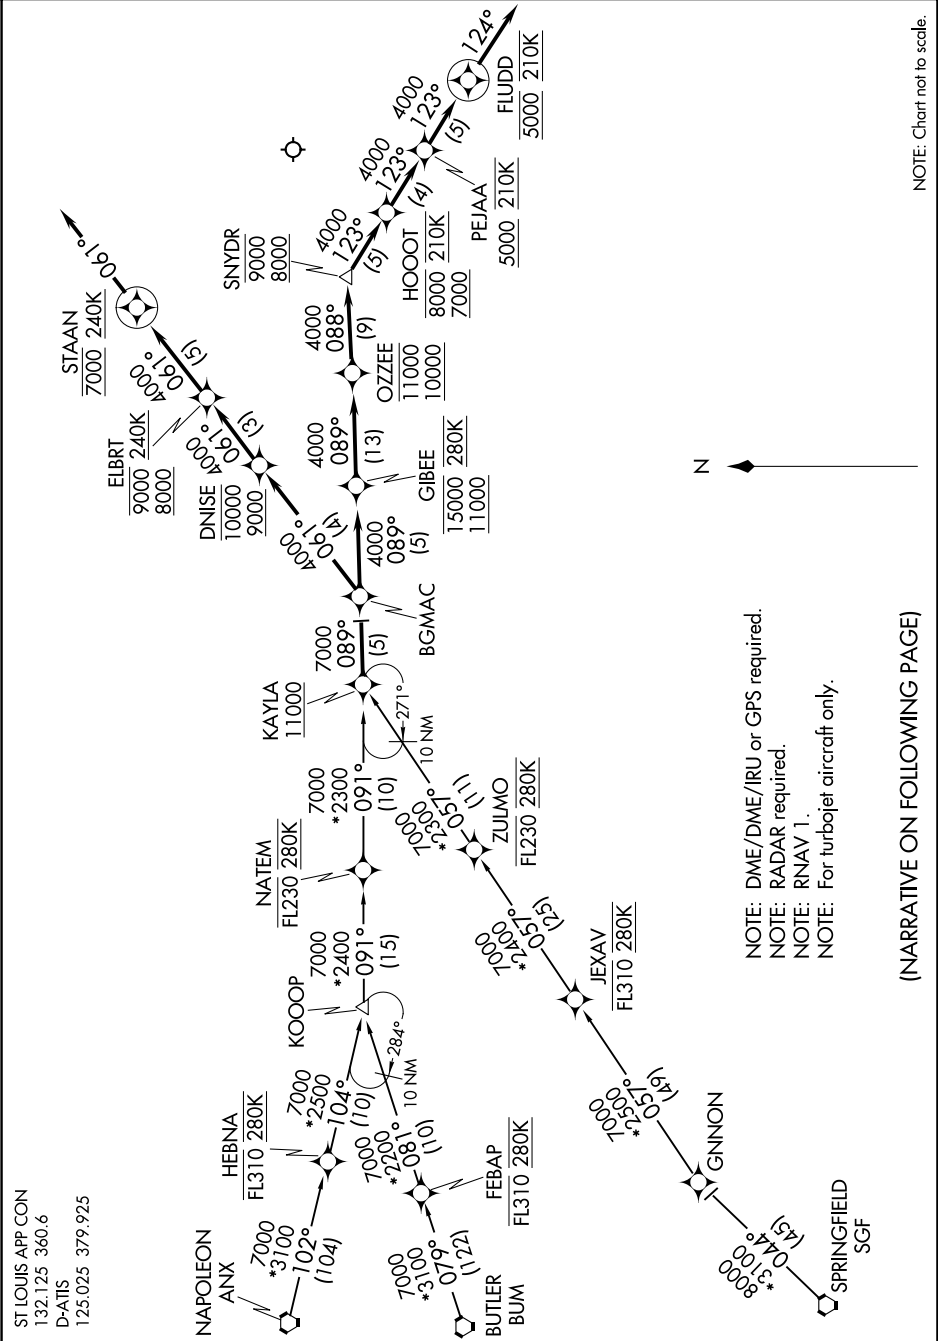 ST LOUIS APP CON
132.125 360.6
D-ATIS
125.025 379.925
NAPOLEON
ANX
7000
*3100
102°
(104)
HEBNA
FL310 280K
7000
*2500
104°
(10)
BUTLER
BUM
7000
*3100
079°
(122)
FEBAP
FL310 280K
7000
*2200
081°
(10)
KOOOP
284°
10 NM
7000
*2400
091°
(15)
NATEM
FL230 280K
7000
*2300
091°
(10)
SPRINGFIELD
SGF
8000
*3100
044°
(45)
GNNON
7000
*2500
057°
(49)
JEXAV
FL310 280K
7000
*2400
057°
(25)
ZULMO
FL230 280K
7000
*2300
057°
(11)
KAYLA
11000
271°
10 NM
7000
089°
(5)
BGMAC
4000
061°
(4)
DNISE
10000
9000
4000
061°
(3)
ELBRT
9000 240K
8000
4000
061°
(5)
STAAN
7000 240K
061°
4000
089°
(5)
GIBEE
15000 280K
11000
4000
089°
(13)
OZZEE
11000
10000
4000
088°
(9)
SNYDR
9000
8000
4000
123°
(5)
HOOOT
8000 210K
7000
4000
123°
(4)
PEJAA
5000 210K
4000
123°
(5)
FLUDD
5000 210K
124°
N
NOTE: DME/DME/IRU or GPS required.
NOTE: RADAR required.
NOTE: RNAV 1.
NOTE: For turbojet aircraft only.
(NARRATIVE ON FOLLOWING PAGE)
NOTE: Chart not to scale.